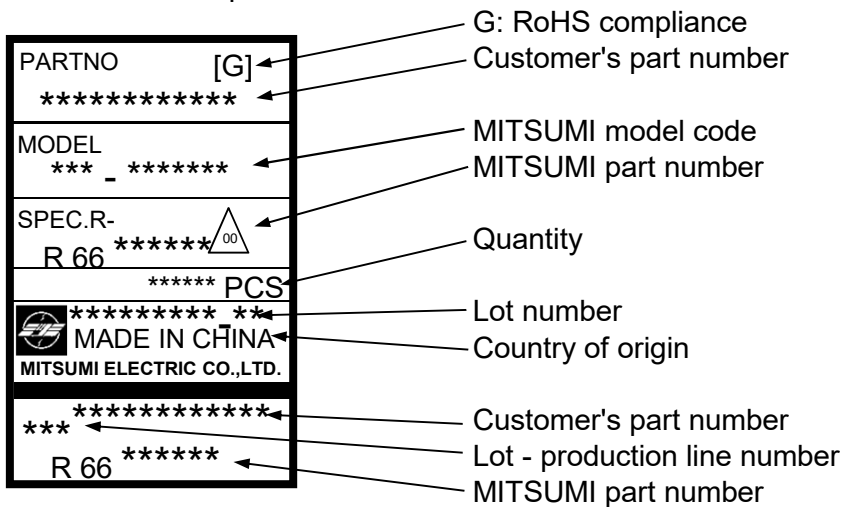 G: RoHS compliance
PARTNO [G]
Customer's part number
************
MODEL
MITSUMI model code
*** - *******
MITSUMI part number
SPEC.R-
R 66 ****** 00
Quantity
****** PCS
*********-**
Lot number
MADE IN CHINA
Country of origin
MITSUMI ELECTRIC CO.,LTD.
************
Customer's part number
***
Lot - production line number
R 66 ******
MITSUMI part number